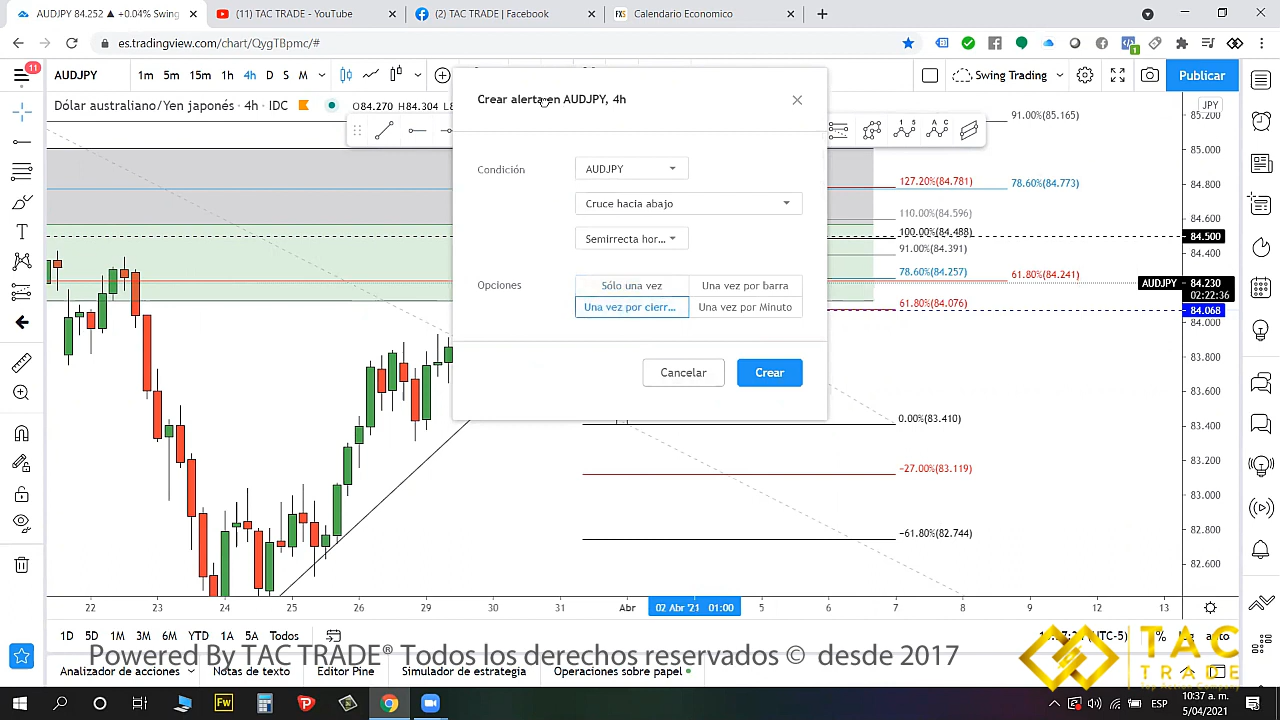 AUDJPY 84.252 ▲ +0.04% Swing
TAC TRADE - YouTube
(2) TAC TRADE | Facebook
Calendario Economico
es.tradingview.com/chart/QygTBpmc/#
11
AUDJPY
1m 5m 15m 1h 4h D S M
Swing Trading
Publicar
Dólar australiano/Yen japonés · 4h · IDC
O84.270 H84.304
Crear alerta en AUDJPY, 4h
Condición
AUDJPY
Cruce hacia abajo
Semirrecta hor...
Opciones
Sólo una vez
Una vez por barra
Una vez por cierr...
Una vez por Minuto
Cancelar
Crear
91.00%(85.165)
127.20%(84.781)
78.60%(84.773)
110.00%(84.596)
100.00%(84.488)
91.00%(84.391)
78.60%(84.257)
61.80%(84.241)
61.80%(84.076)
0.00%(83.410)
−27.00%(83.119)
−61.80%(82.744)
JPY
85.200
85.000
84.800
84.600
84.500
84.400
AUDJPY 84.230
02:22:36
84.068
84.000
83.800
83.600
83.400
83.200
83.000
82.800
82.600
22 23 24 25 26 27 28 29 30 31 Abr 02 Abr '21 01:00 5 6 7 8 9 12 13
1D 5D 1M 3M 6M YTD 1A 5A Todos
(UTC-5) % log auto
Powered By TAC TRADE® Todos los derechos reservados © desde 2017
TAC
TRADE
Top Action Company
Analizador de acciones
Notas de texto
Editor Pine
Simulador de estrategia
Operaciones sobre papel
Fw
ESP
10:37 a. m.
5/04/2021